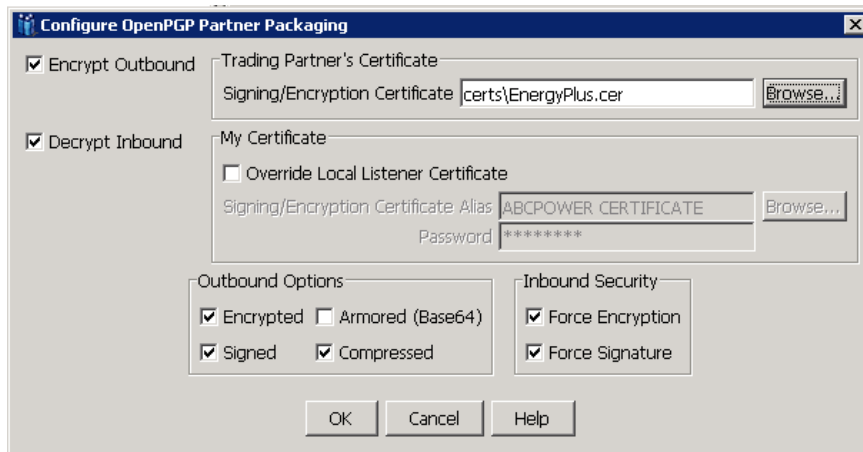 Configure OpenPGP Partner Packaging
Encrypt Outbound
Trading Partner's Certificate
Signing/Encryption Certificate certs\EnergyPlus.cer Browse...
Decrypt Inbound
My Certificate
Override Local Listener Certificate
Signing/Encryption Certificate Alias ABCPOWER CERTIFICATE Browse...
Password ********
Outbound Options Inbound Security
Encrypted Armored (Base64) Force Encryption
Signed Compressed Force Signature
OK Cancel Help